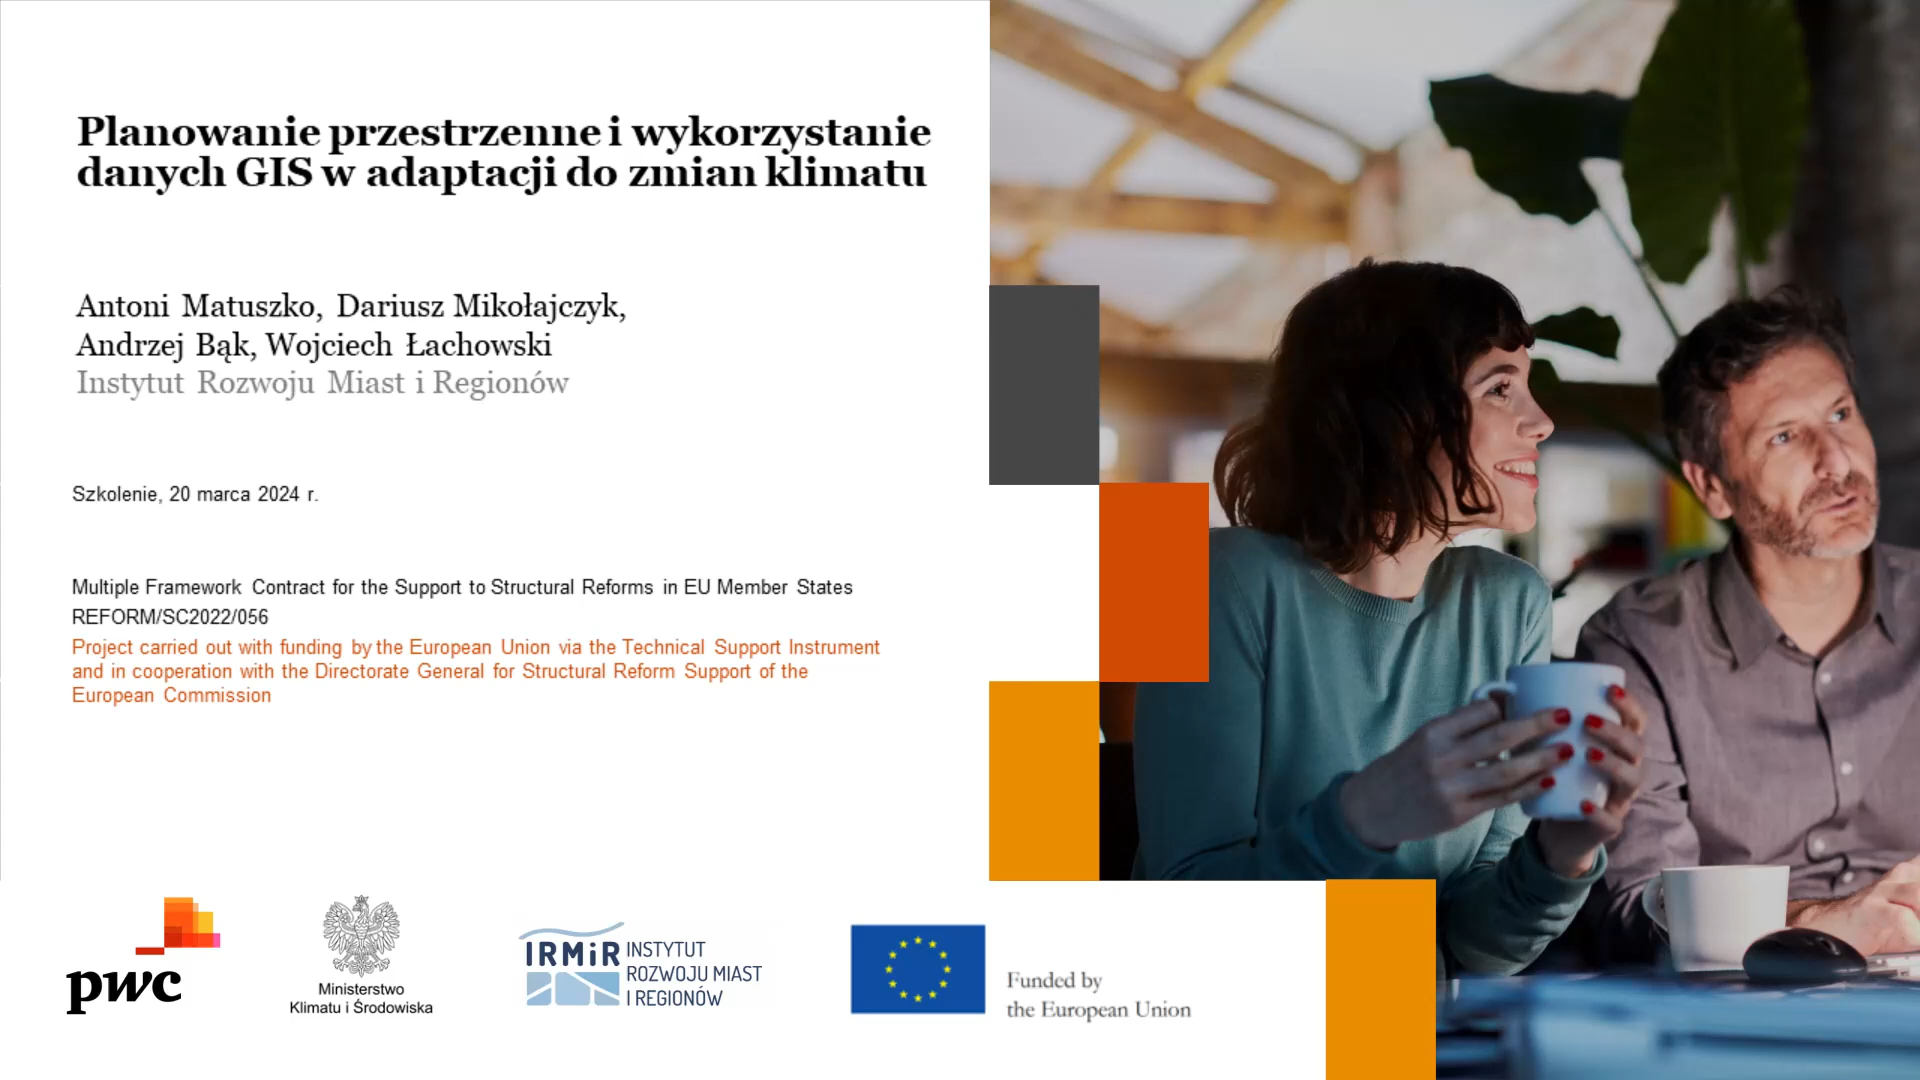 Planowanie przestrzenne i wykorzystanie
danych GIS w adaptacji do zmian klimatu
Antoni Matuszko, Dariusz Mikołajczyk,
Andrzej Bąk, Wojciech Łachowski
Instytut Rozwoju Miast i Regionów
Szkolenie, 20 marca 2024 r.
Multiple Framework Contract for the Support to Structural Reforms in EU Member States
REFORM/SC2022/056
Project carried out with funding by the European Union via the Technical Support Instrument
and in cooperation with the Directorate General for Structural Reform Support of the
European Commission
pwc
Ministerstwo
Klimatu i Środowiska
IRMiR INSTYTUT
ROZWOJU MIAST
I REGIONÓW
Funded by
the European Union